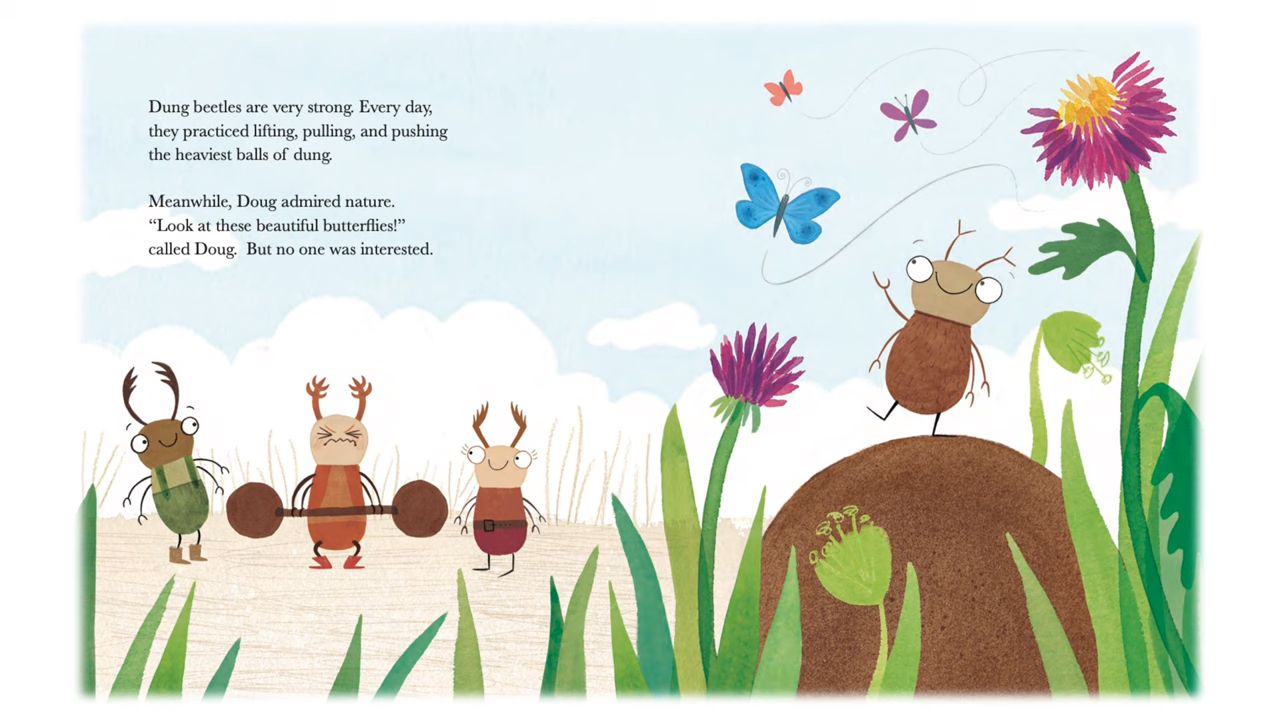 Dung beetles are very strong. Every day,
they practiced lifting, pulling, and pushing
the heaviest balls of dung.
Meanwhile, Doug admired nature.
“Look at these beautiful butterflies!”
called Doug.  But no one was interested.